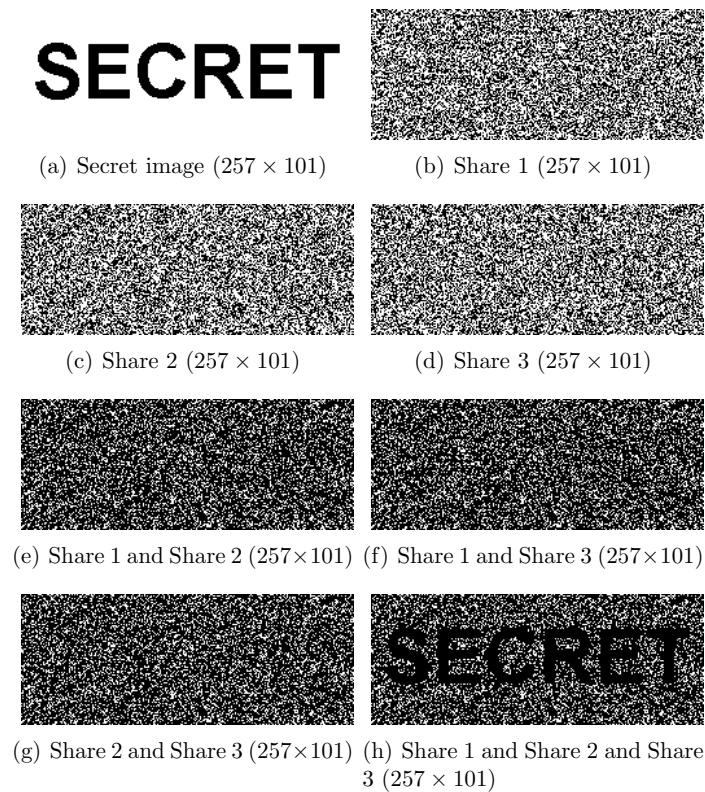 SECRET
(a) Secret image (257 × 101)
(b) Share 1 (257 × 101)
(c) Share 2 (257 × 101)
(d) Share 3 (257 × 101)
(e) Share 1 and Share 2 (257×101)
(f) Share 1 and Share 3 (257×101)
SECRET
(g) Share 2 and Share 3 (257×101)
(h) Share 1 and Share 2 and Share
3 (257 × 101)